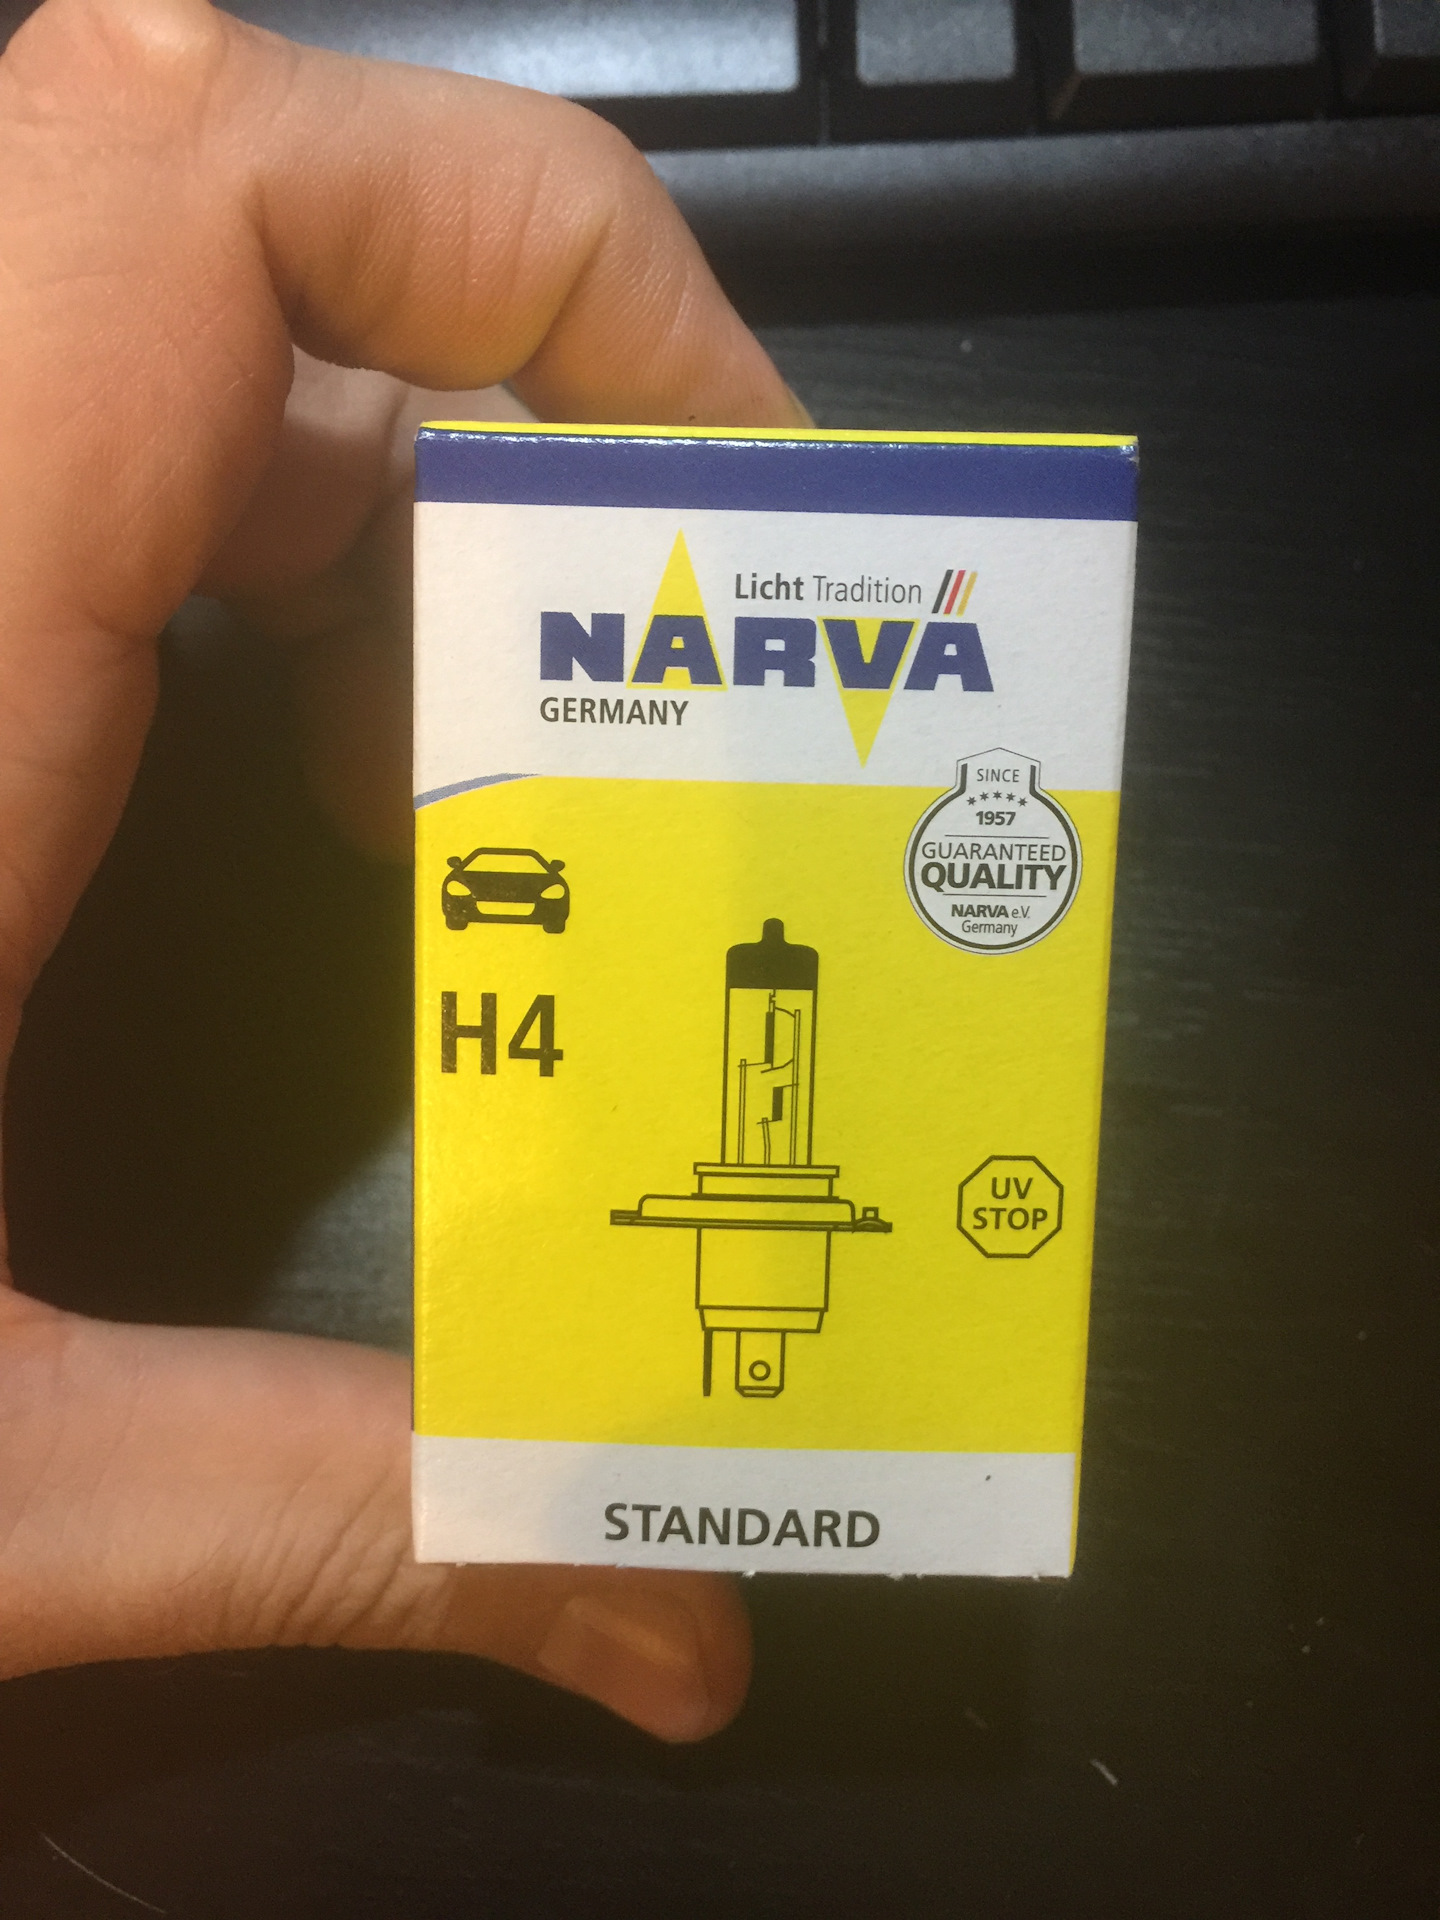 Licht Tradition
NARVA
GERMANY
SINCE
1957
GUARANTEED
QUALITY
NARVA e.V.
Germany
H4
UV
STOP
STANDARD